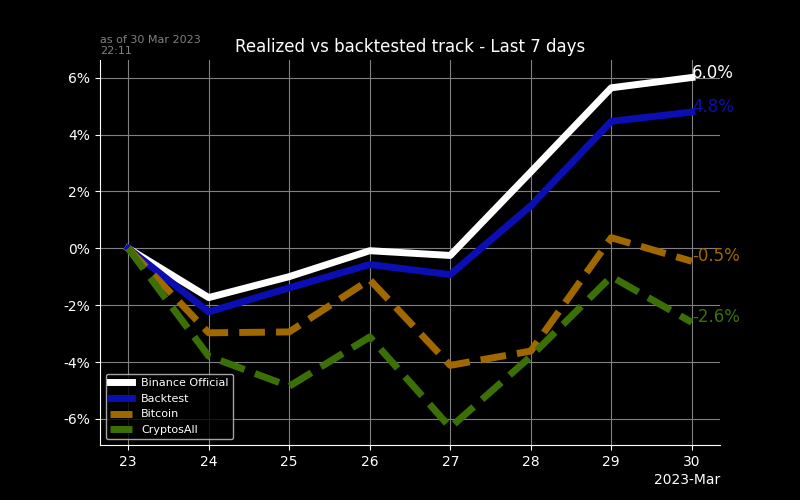 as of 30 Mar 2023
22:11
Realized vs backtested track - Last 7 days
6%
4%
2%
0%
-2%
-4%
-6%
6.0%
4.8%
-0.5%
-2.6%
Binance Official
Backtest
Bitcoin
CryptosAll
23 24 25 26 27 28 29 30
2023-Mar